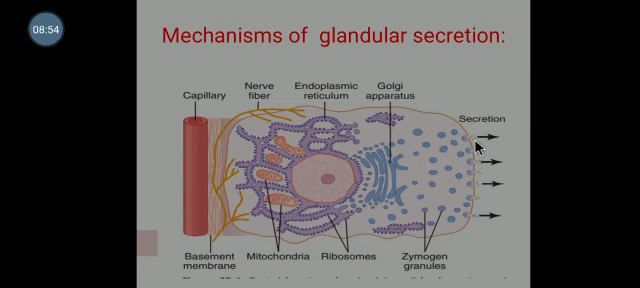 08:54
Mechanisms of glandular secretion:
Capillary
Nerve
fiber
Endoplasmic
reticulum
Golgi
apparatus
Secretion
Basement
membrane
Mitochondria
Ribosomes
Zymogen
granules